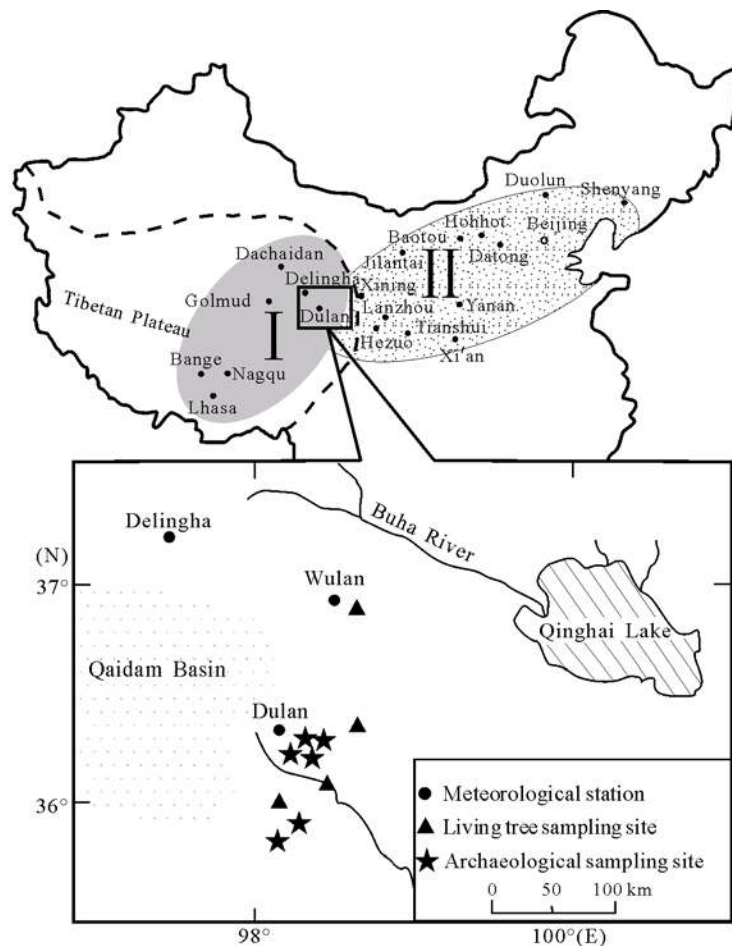 Duolun
Shenyang
Hohhot
Beijing
Baotou
Datong
Dachaidan
Jilantai
II
Delingha
Xining
Golmud
Yanan
Lanzhou
Dulan
Tibetan Plateau
I
Tianshui
Hezuo
Xi'an
Bange
Nagqu
Lhasa
Delingha
Buha River
(N)
37°
Wulan
Qinghai Lake
Qaidam Basin
Dulan
36°
Meteorological station
Living tree sampling site
Archaeological sampling site
0 50 100 km
98° 100°(E)